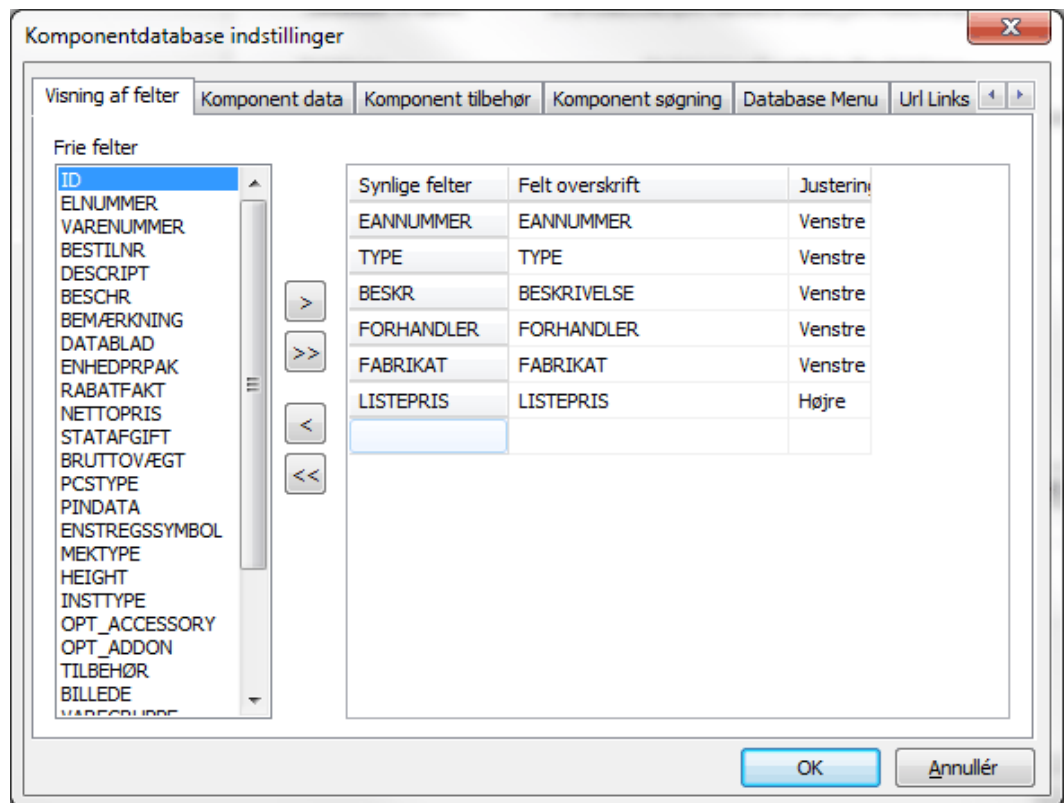 Komponentdatabase indstillinger
Visning af felter Komponent data Komponent tilbehør Komponent søgning Database Menu Url Links
Frie felter
ID
ELNUMMER
VARENUMMER
BESTILNR
DESCRIPT
BESCHR
BEMÆRKNING
DATABLAD
ENHEDPRPAK
RABATFAKT
NETTOPRIS
STATAFGIFT
BRUTTOVÆGT
PCSTYPE
PINDATA
ENSTREGSSYMBOL
MEKTYPE
HEIGHT
INSTTYPE
OPT_ACCESSORY
OPT_ADDON
TILBEHØR
BILLEDE
VAREGRUPPE
>
>>
<
<<
Synlige felter Felt overskrift Justering
EANNUMMER EANNUMMER Venstre
TYPE TYPE Venstre
BESKR BESKRIVELSE Venstre
FORHANDLER FORHANDLER Venstre
FABRIKAT FABRIKAT Venstre
LISTEPRIS LISTEPRIS Højre
OK Annullér